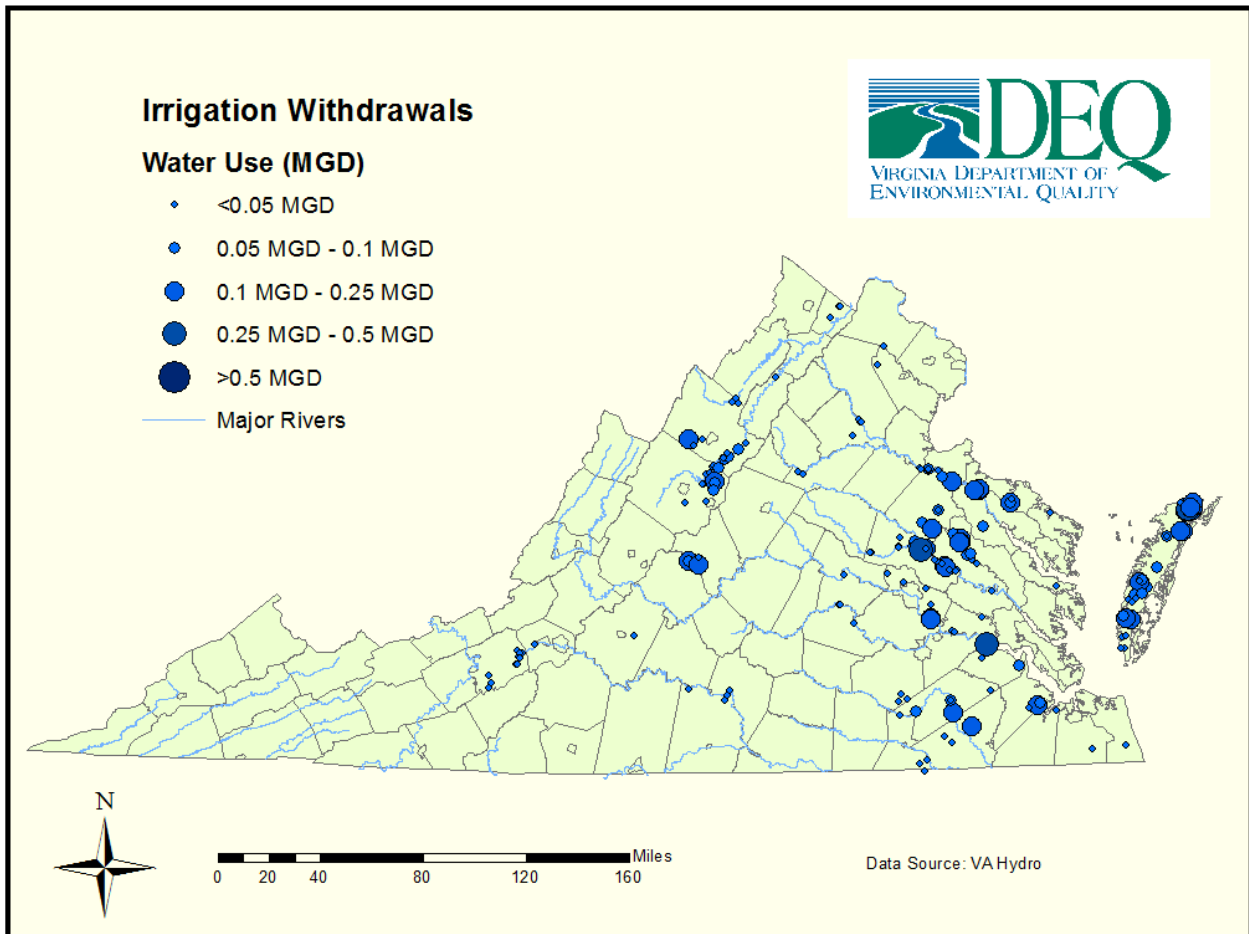 Irrigation Withdrawals
Water Use (MGD)
<0.05 MGD
0.05 MGD - 0.1 MGD
0.1 MGD - 0.25 MGD
0.25 MGD - 0.5 MGD
>0.5 MGD
Major Rivers
DEQ
VIRGINIA DEPARTMENT OF
ENVIRONMENTAL QUALITY
N
Miles
0 20 40 80 120 160
Data Source: VA Hydro